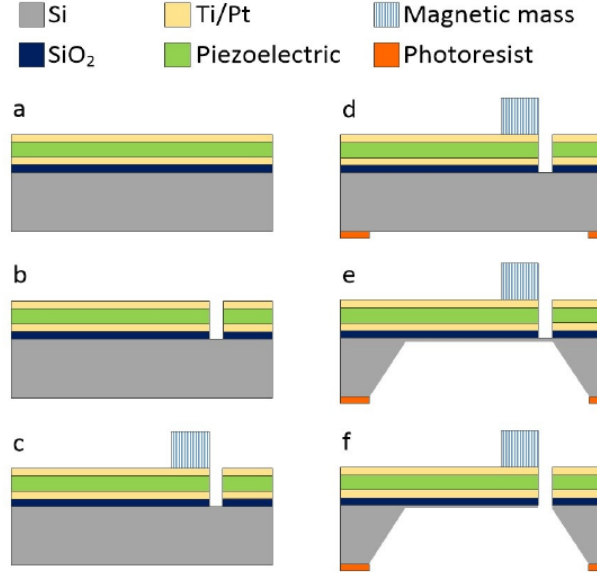 Si Ti/Pt Magnetic mass
SiO₂ Piezoelectric Photoresist
a d
b e
c f